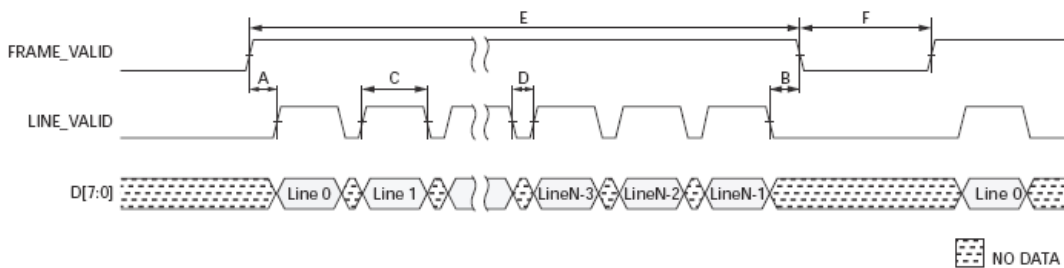 E
F
FRAME_VALID
A
C
D
B
LINE_VALID
D[7:0]
Line 0
Line 1
LineN-3
LineN-2
LineN-1
Line 0
NO DATA